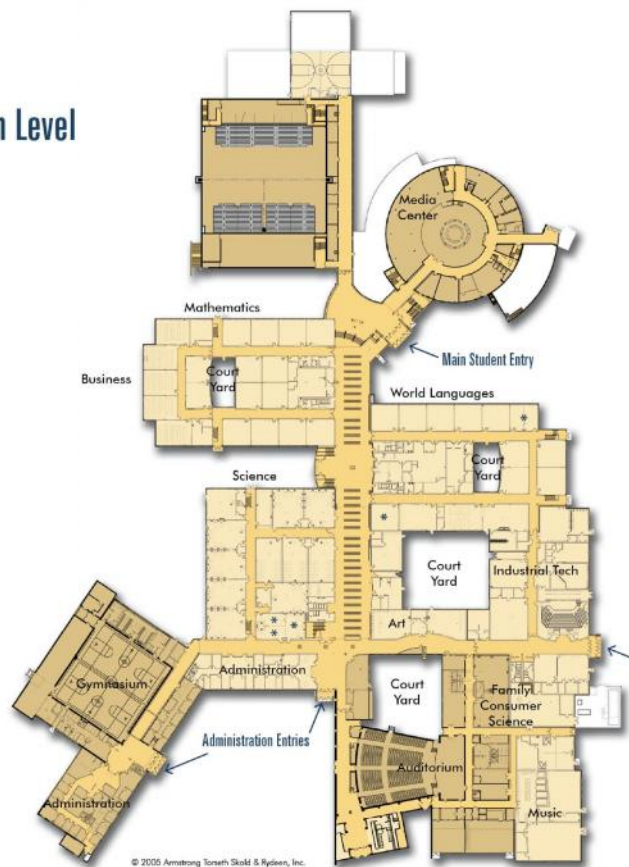 n Level
Media
Center
Mathematics
Main Student Entry
Business
Court
Yard
World Languages
Court
Yard
Science
Court
Yard
Industrial Tech
Art
Administration
Gymnasium
Court
Yard
Family
Consumer
Science
Administration Entries
Auditorium
Administration
Music
© 2005 Armstrong Torseth Skold & Rydeen, Inc.